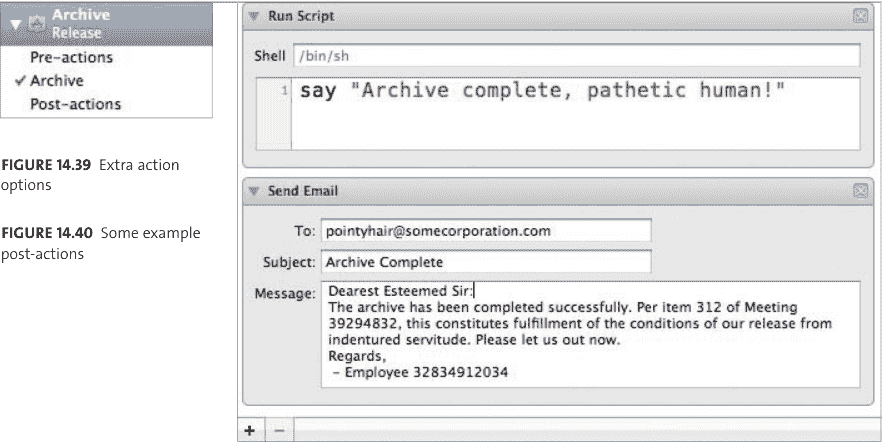 Archive
Release
Pre-actions
✓ Archive
Post-actions
FIGURE 14.39 Extra action
options
FIGURE 14.40 Some example
post-actions
Run Script
Shell /bin/sh
1 say "Archive complete, pathetic human!"
Send Email
To: pointyhair@somecorporation.com
Subject: Archive Complete
Message: Dearest Esteemed Sir:
The archive has been completed successfully. Per item 312 of Meeting
39294832, this constitutes fulfillment of the conditions of our release from
indentured servitude. Please let us out now.
Regards,
- Employee 32834912034
+ −